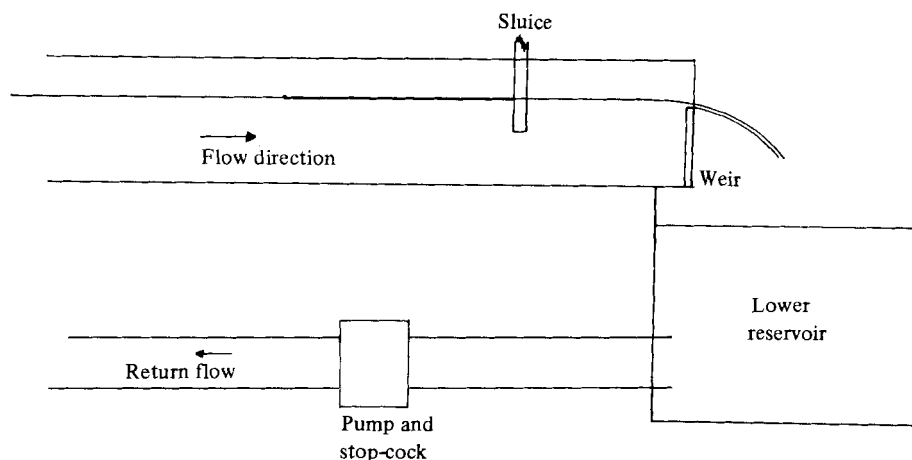 Sluice
Flow direction
Weir
Lower
reservoir
Return flow
Pump and
stop-cock